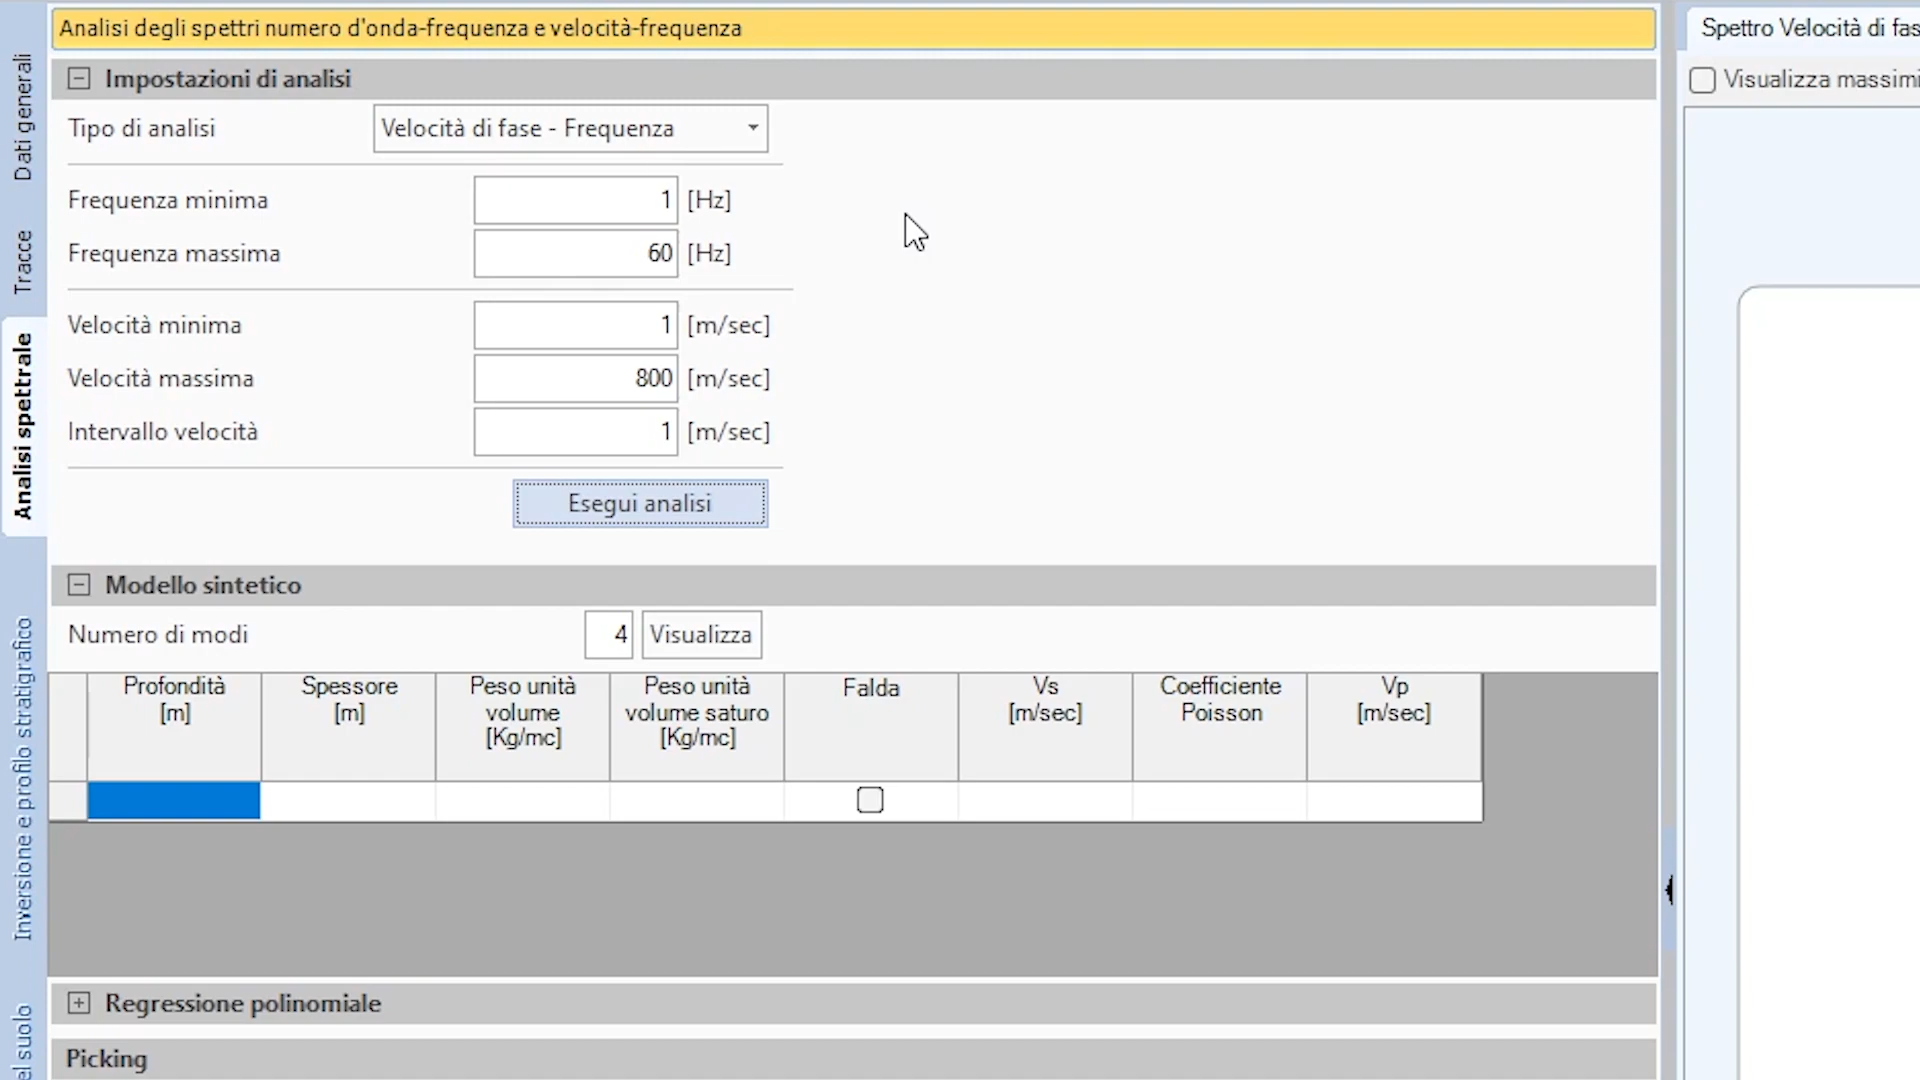 Analisi degli spettri numero d'onda-frequenza e velocità-frequenza
Impostazioni di analisi
Tipo di analisi Velocità di fase - Frequenza
Frequenza minima 1 [Hz]
Frequenza massima 60 [Hz]
Velocità minima 1 [m/sec]
Velocità massima 800 [m/sec]
Intervallo velocità 1 [m/sec]
Esegui analisi
Modello sintetico
Numero di modi 4 Visualizza
Profondità [m]
Spessore [m]
Peso unità volume [Kg/mc]
Peso unità volume saturo [Kg/mc]
Falda
Vs [m/sec]
Coefficiente Poisson
Vp [m/sec]
Regressione polinomiale
Picking
Dati generali
Trace
Analisi spettrale
Inversione e profilo stratigrafico
el suolo
Spettro Velocità di fas
Visualizza massimi